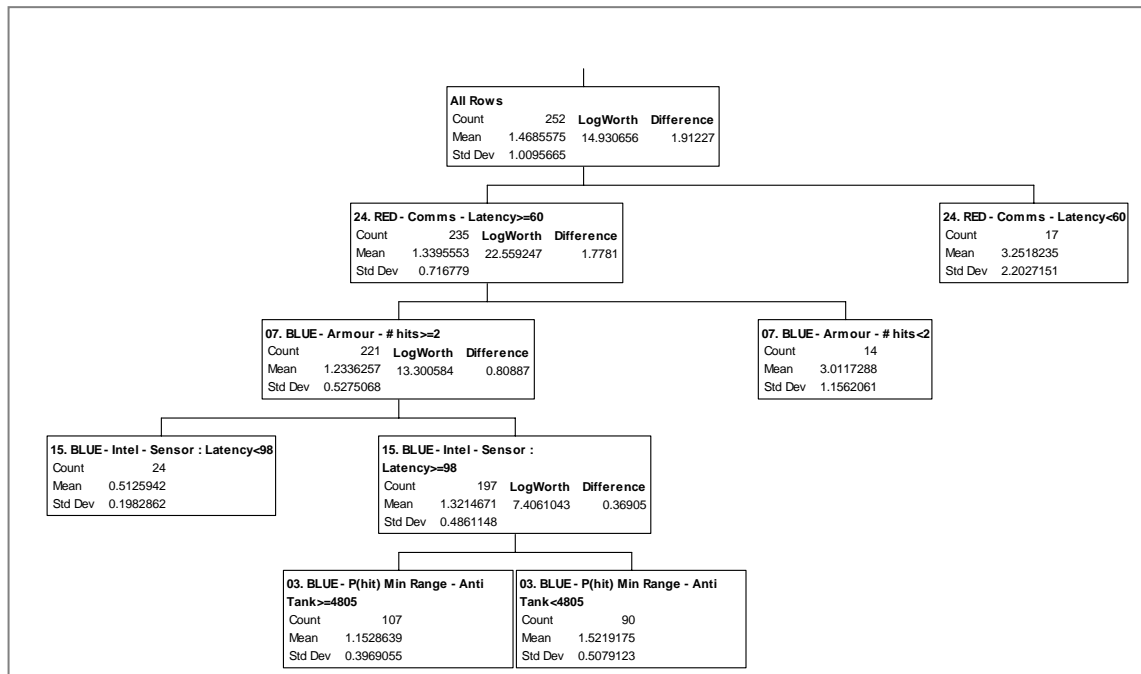 All Rows
Count 252 LogWorth Difference
Mean 1.4685575 14.930656 1.91227
Std Dev 1.0095665
24. RED - Comms - Latency>=60
Count 235 LogWorth Difference
Mean 1.3395553 22.559247 1.7781
Std Dev 0.716779
24. RED - Comms - Latency<60
Count 17
Mean 3.2518235
Std Dev 2.2027151
07. BLUE - Armour - # hits>=2
Count 221 LogWorth Difference
Mean 1.2336257 13.300584 0.80887
Std Dev 0.5275068
07. BLUE - Armour - # hits<2
Count 14
Mean 3.0117288
Std Dev 1.1562061
15. BLUE - Intel - Sensor : Latency<98
Count 24
Mean 0.5125942
Std Dev 0.1982862
15. BLUE - Intel - Sensor :
Latency>=98
Count 197 LogWorth Difference
Mean 1.3214671 7.4061043 0.36905
Std Dev 0.4861148
03. BLUE - P(hit) Min Range - Anti
Tank>=4805
Count 107
Mean 1.1528639
Std Dev 0.3969055
03. BLUE - P(hit) Min Range - Anti
Tank<4805
Count 90
Mean 1.5219175
Std Dev 0.5079123